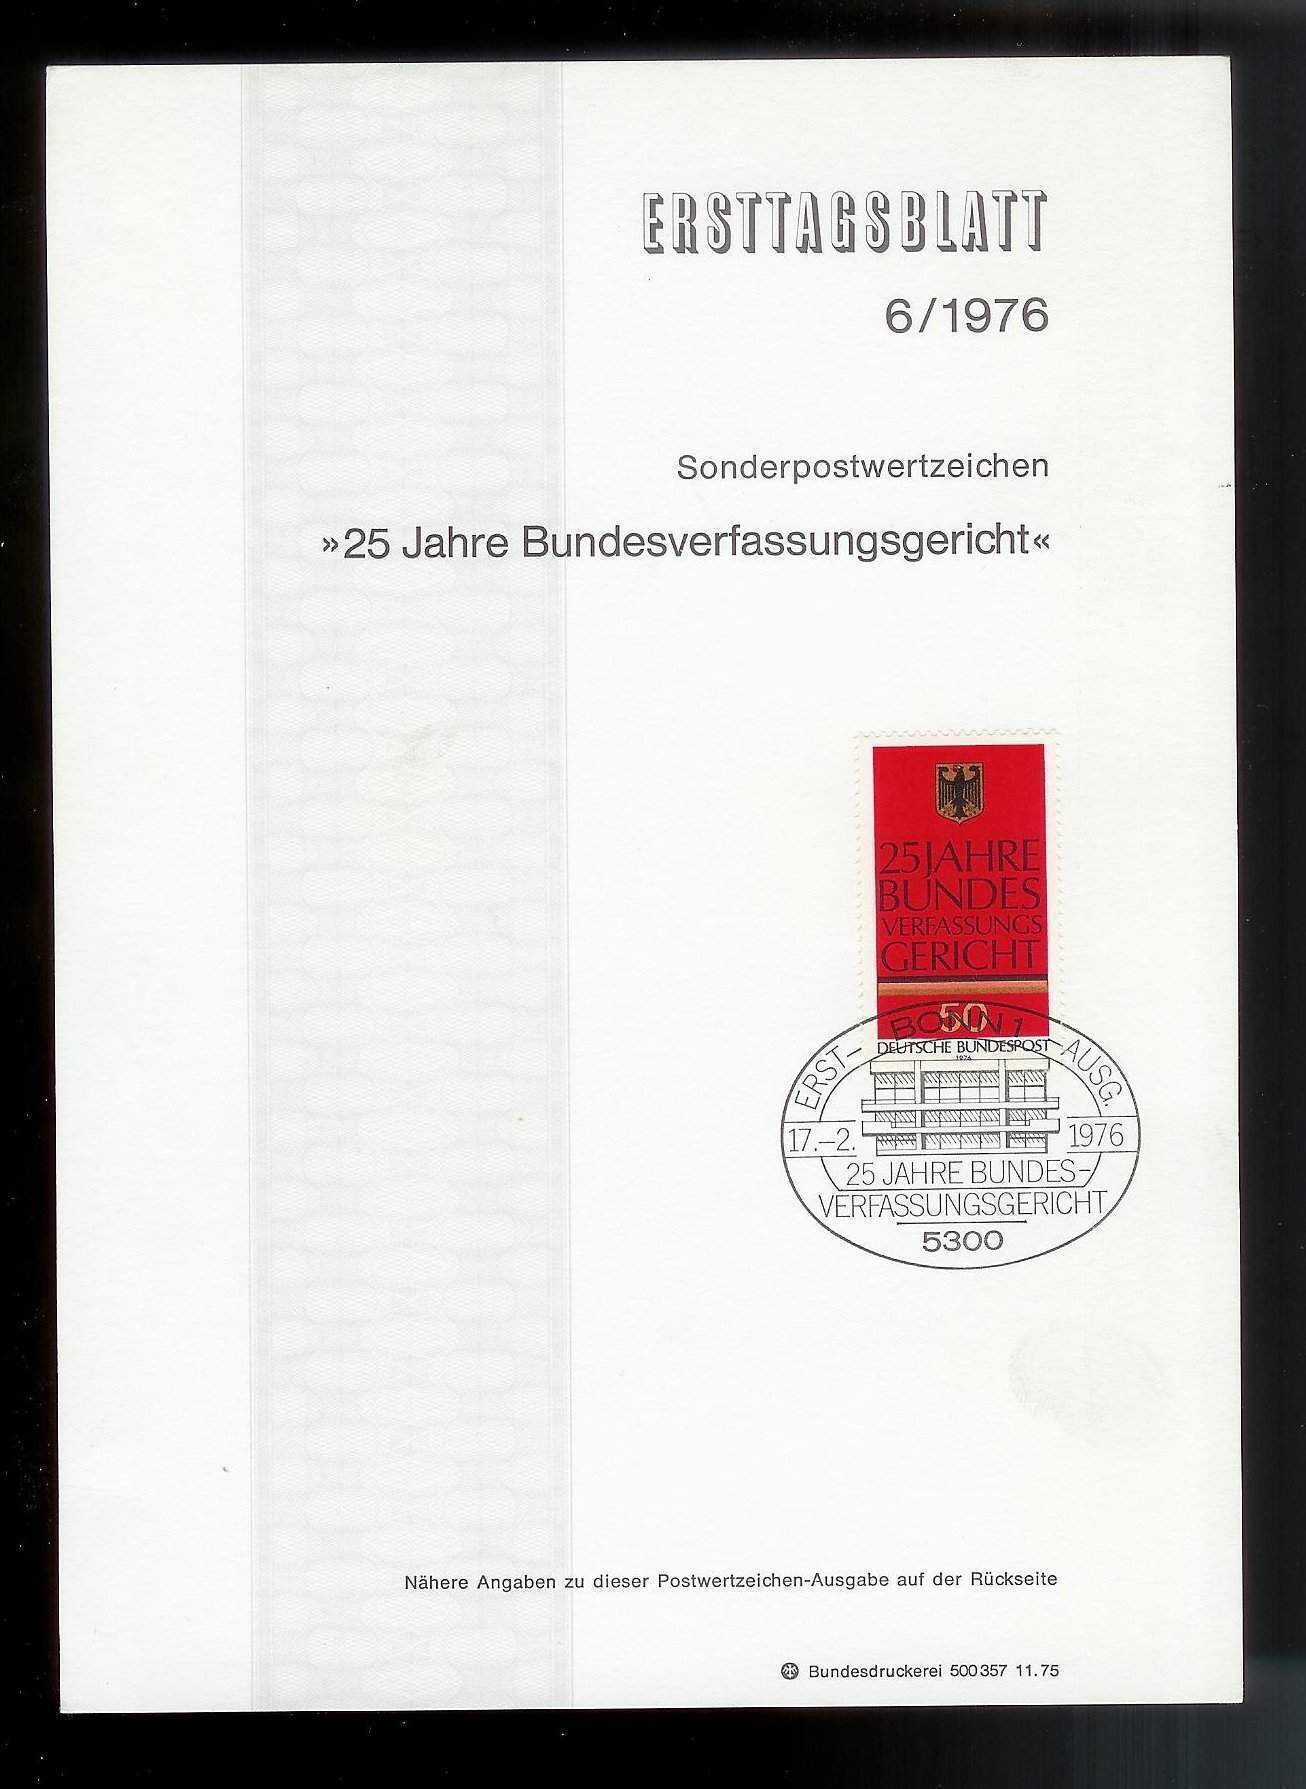 ERSTTAGSBLATT
6/1976
Sonderpostwertzeichen
»25 Jahre Bundesverfassungsgericht«
25 JAHRE
BUNDES
VERFASSUNGS
GERICHT
50
DEUTSCHE BUNDESPOST
1976
BONN 1
ERST- AUSG.
17.-2. 1976
25 JAHRE BUNDES-
VERFASSUNGSGERICHT
5300
Nähere Angaben zu dieser Postwertzeichen-Ausgabe auf der Rückseite
Bundesdruckerei 500 357 11.75